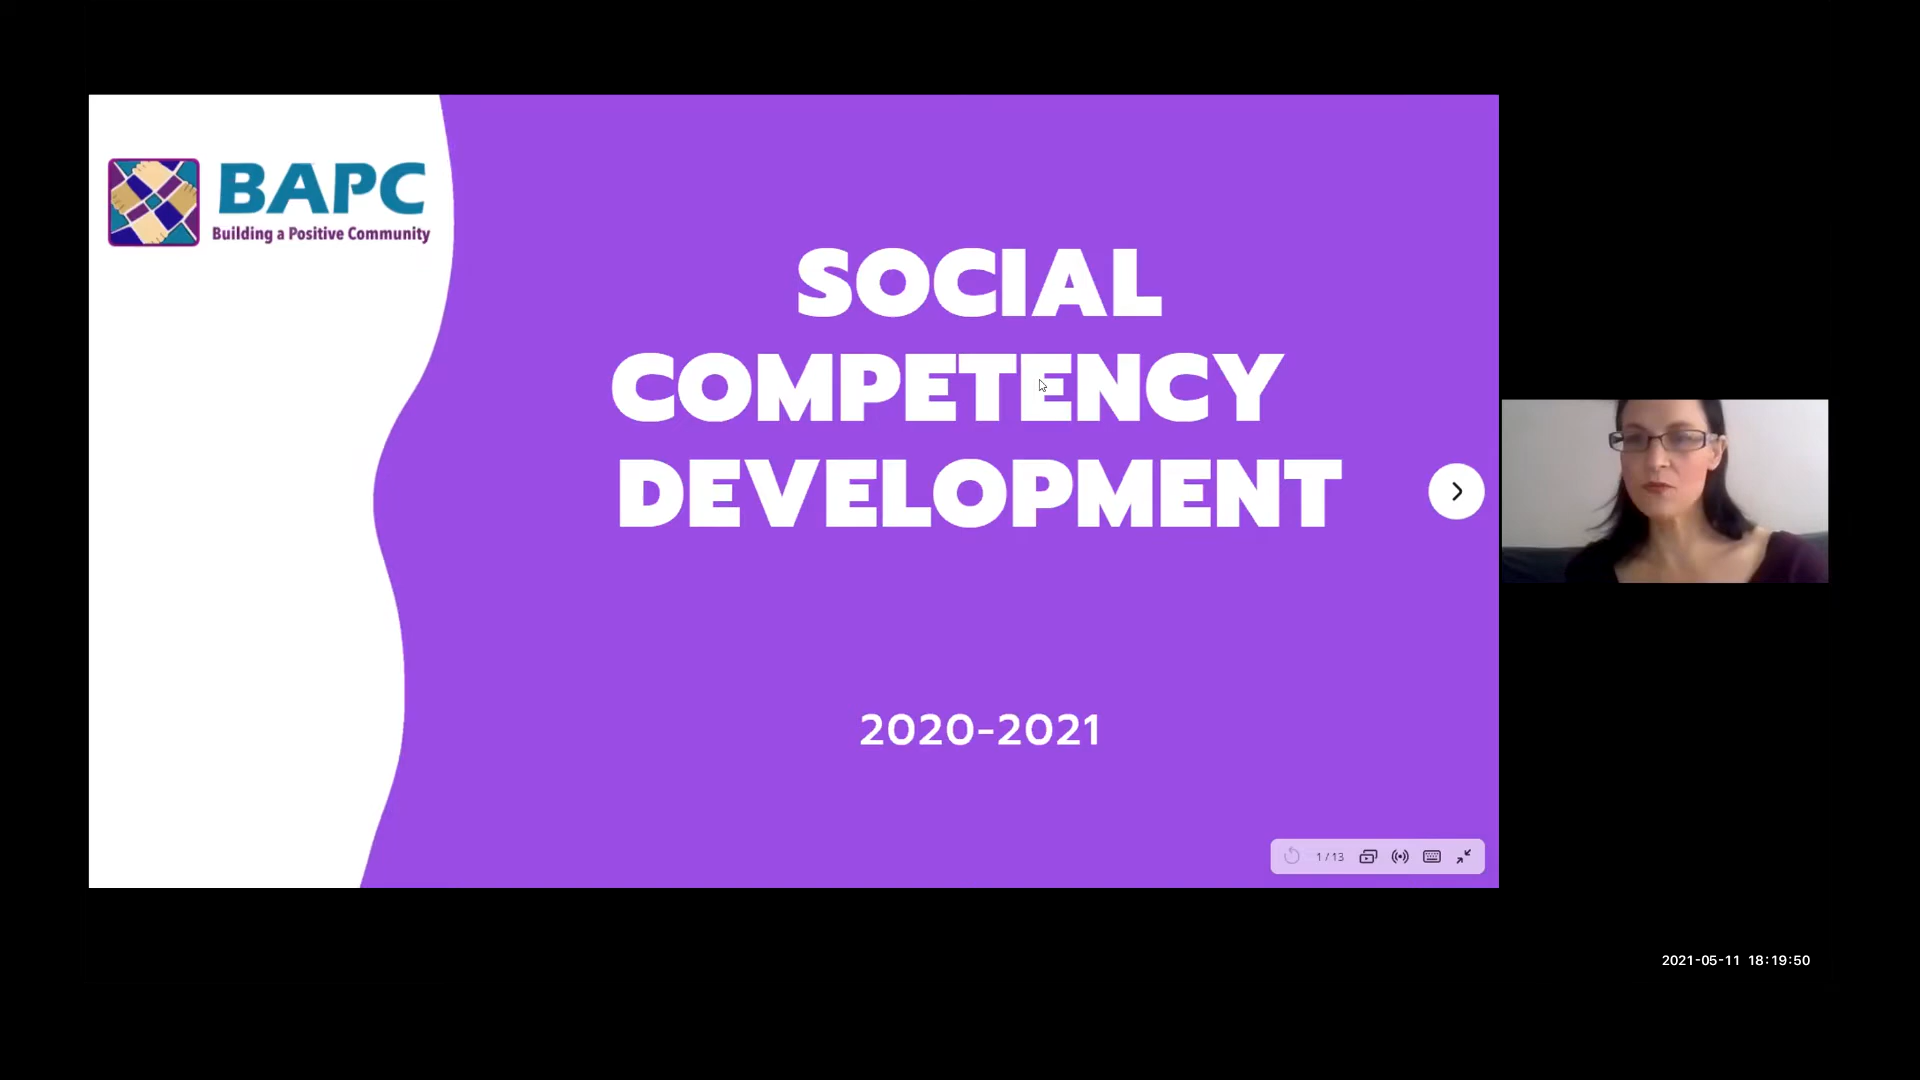 BAPC
Building a Positive Community
SOCIAL
COMPETENCY
DEVELOPMENT
2020-2021
1 / 13
2021-05-11 18:19:50